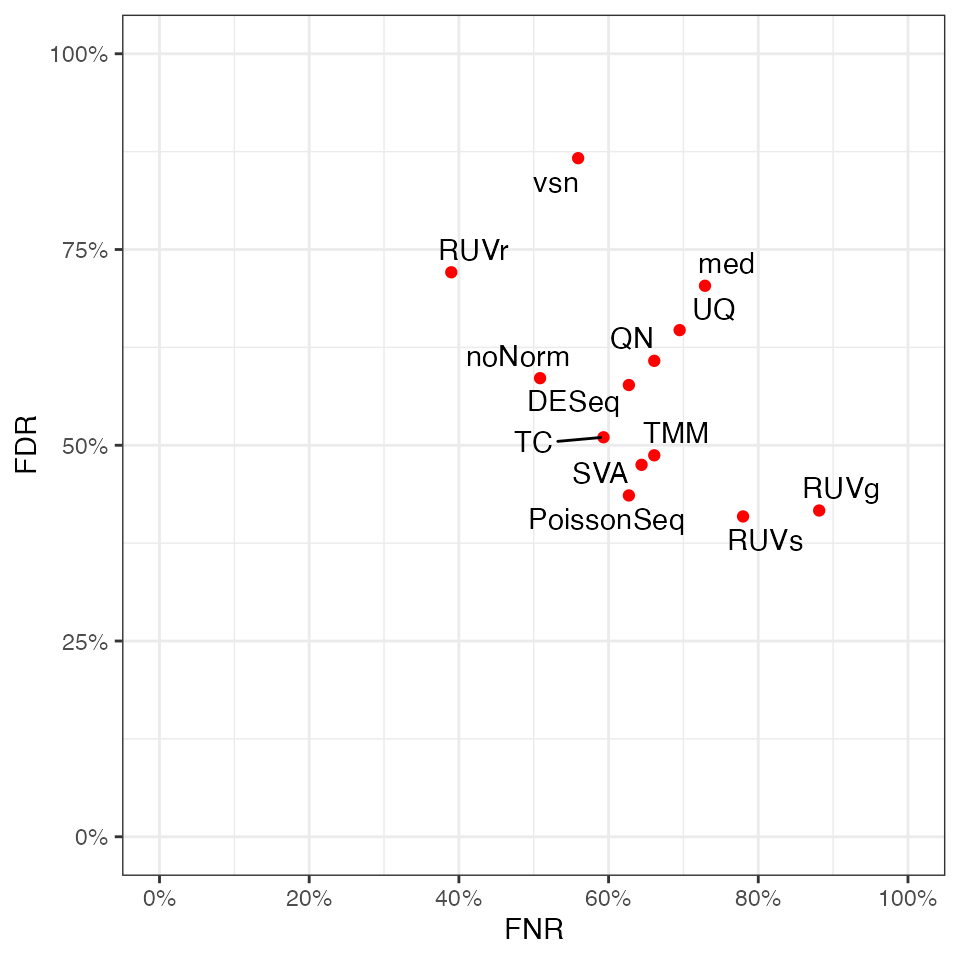 100%
vsn
RUVr
75%
med
UQ
QN
noNorm
DESeq
FDR
50%
TC
TMM
SVA
RUVg
PoissonSeq
RUVs
25%
0%
0%
20%
40%
60%
80%
100%
FNR